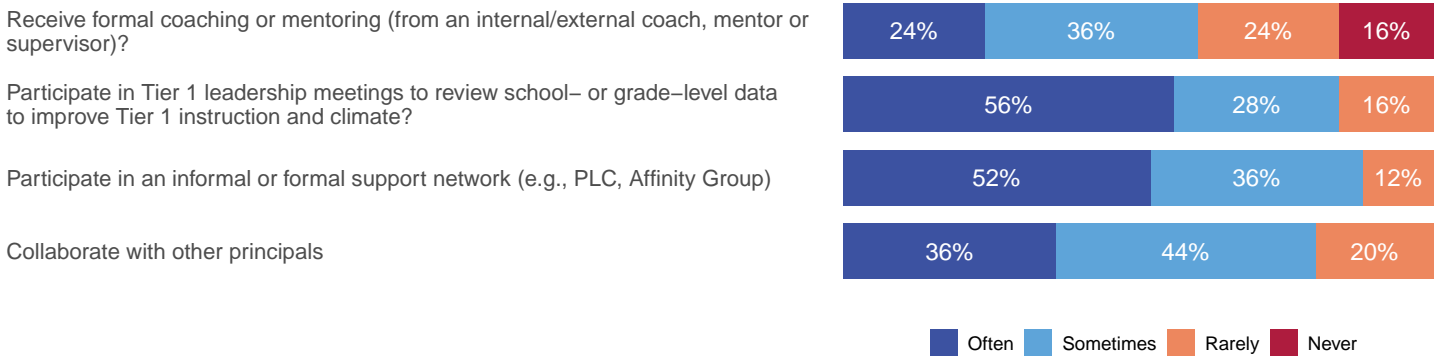 Receive formal coaching or mentoring (from an internal/external coach, mentor or
supervisor)?
24% 36% 24% 16%
Participate in Tier 1 leadership meetings to review school− or grade−level data
to improve Tier 1 instruction and climate?
56% 28% 16%
Participate in an informal or formal support network (e.g., PLC, Affinity Group)
52% 36% 12%
Collaborate with other principals
36% 44% 20%
Often Sometimes Rarely Never